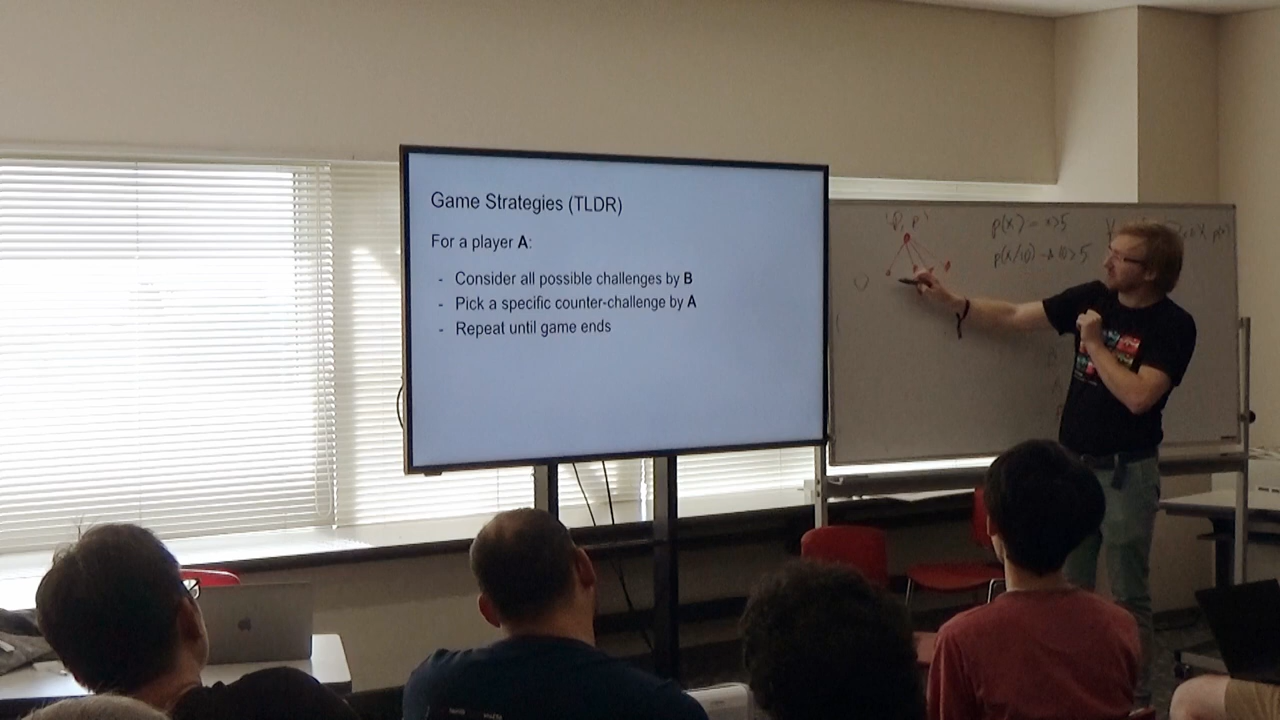 Game Strategies (TLDR)
For a player A:
- Consider all possible challenges by B
- Pick a specific counter-challenge by A
- Repeat until game ends
p(x) = x>5